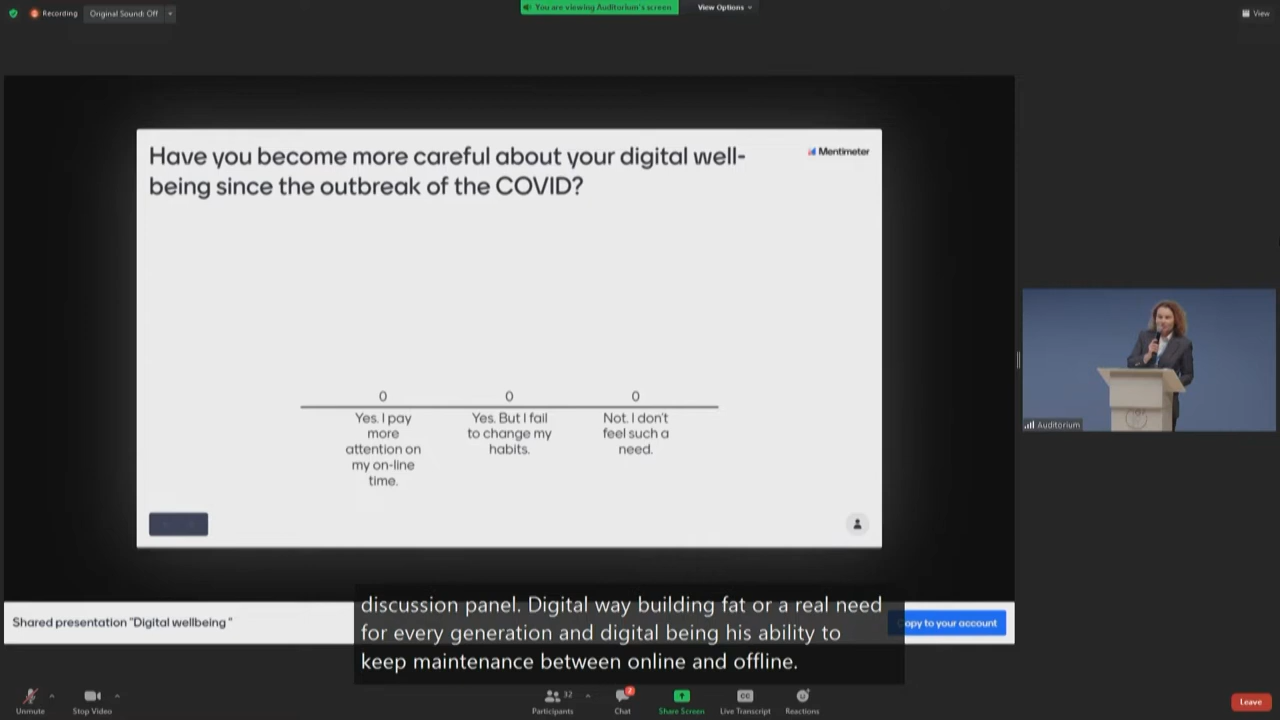 Recording
Original Sound: Off
You are viewing Auditorium's screen
View Options
View
Have you become more careful about your digital well-
being since the outbreak of the COVID?
Mentimeter
0
0
0
Yes. I pay
more
attention on
my on-line
time.
Yes. But I fail
to change my
habits.
Not. I don't
feel such a
need.
Auditorium
Shared presentation "Digital wellbeing "
opy to your account
discussion panel. Digital way building fat or a real need
for every generation and digital being his ability to
keep maintenance between online and offline.
Unmute
Stop Video
32
Participants
2
Chat
Share Screen
CC
Live Transcript
Reactions
Leave